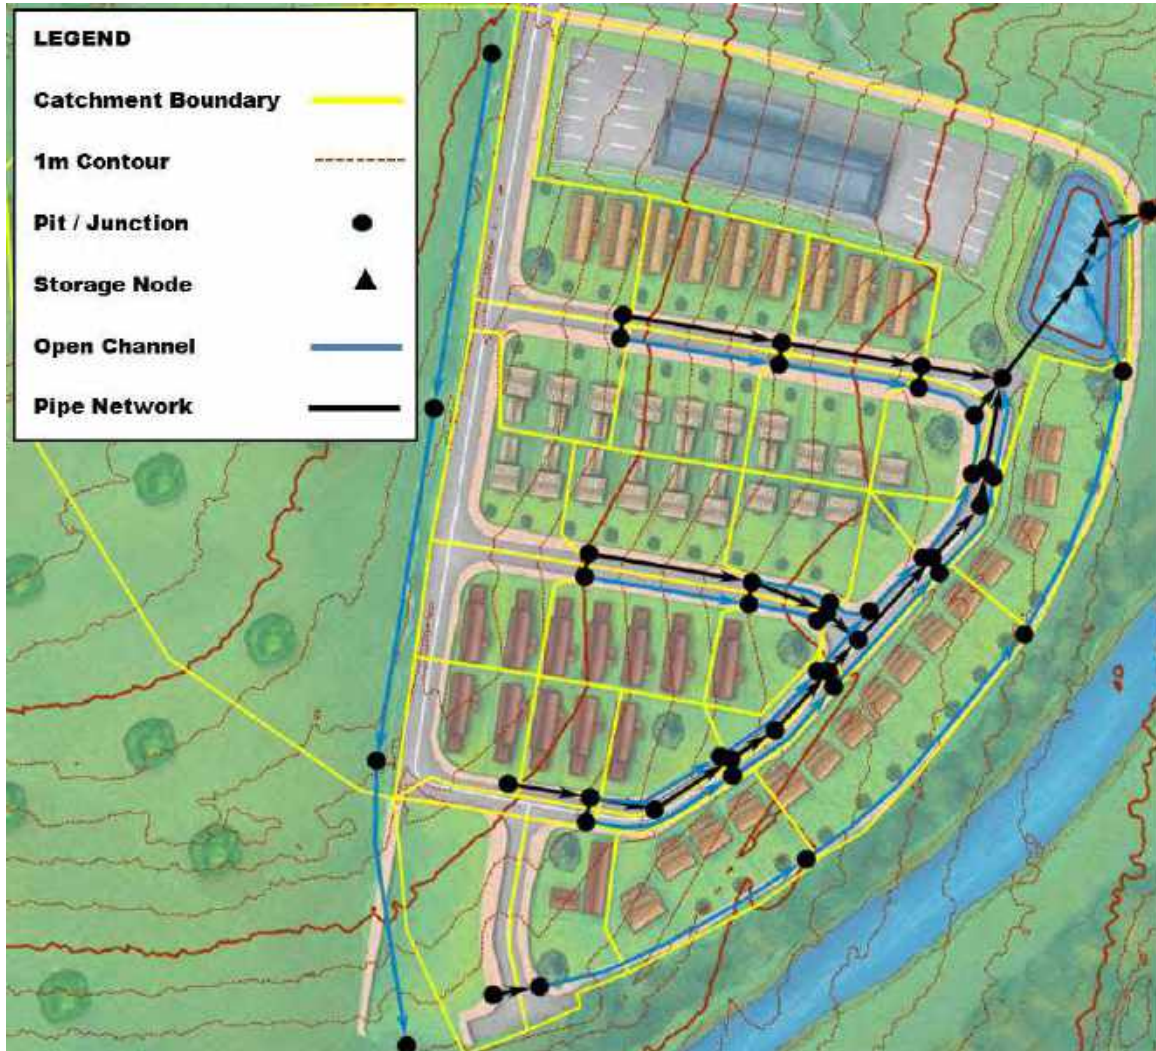 LEGEND
Catchment Boundary
1m Contour
Pit / Junction
Storage Node
Open Channel
Pipe Network